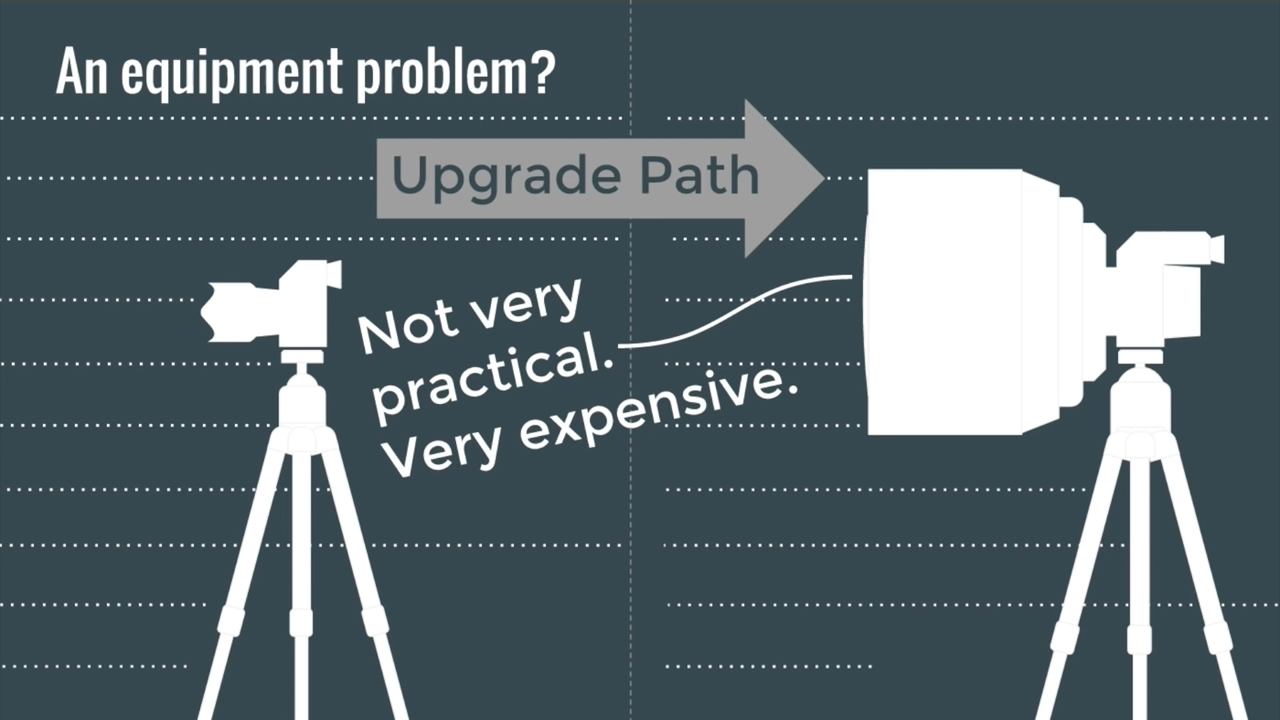 An equipment problem?
Upgrade Path
Not very
practical.
Very expensive.